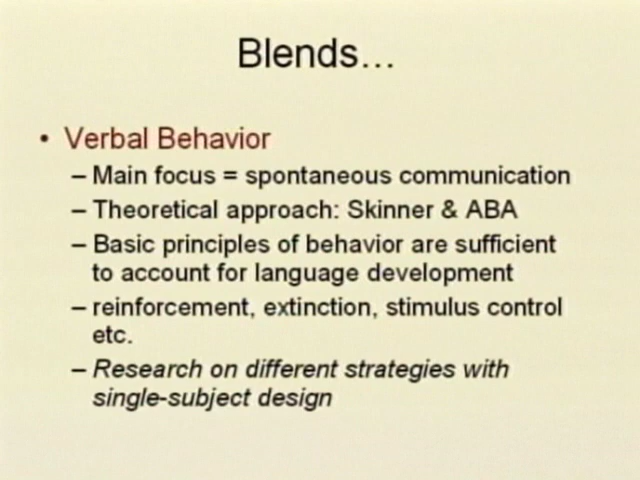 Blends...
• Verbal Behavior
– Main focus = spontaneous communication
– Theoretical approach: Skinner & ABA
– Basic principles of behavior are sufficient
to account for language development
– reinforcement, extinction, stimulus control
etc.
– Research on different strategies with
single-subject design